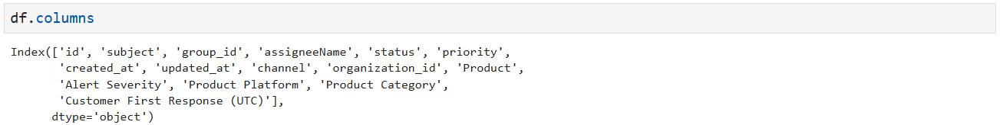 df.columns
Index(['id', 'subject', 'group_id', 'assigneeName', 'status', 'priority',
'created_at', 'updated_at', 'channel', 'organization_id', 'Product',
'Alert Severity', 'Product Platform', 'Product Category',
'Customer First Response (UTC)'],
dtype='object')